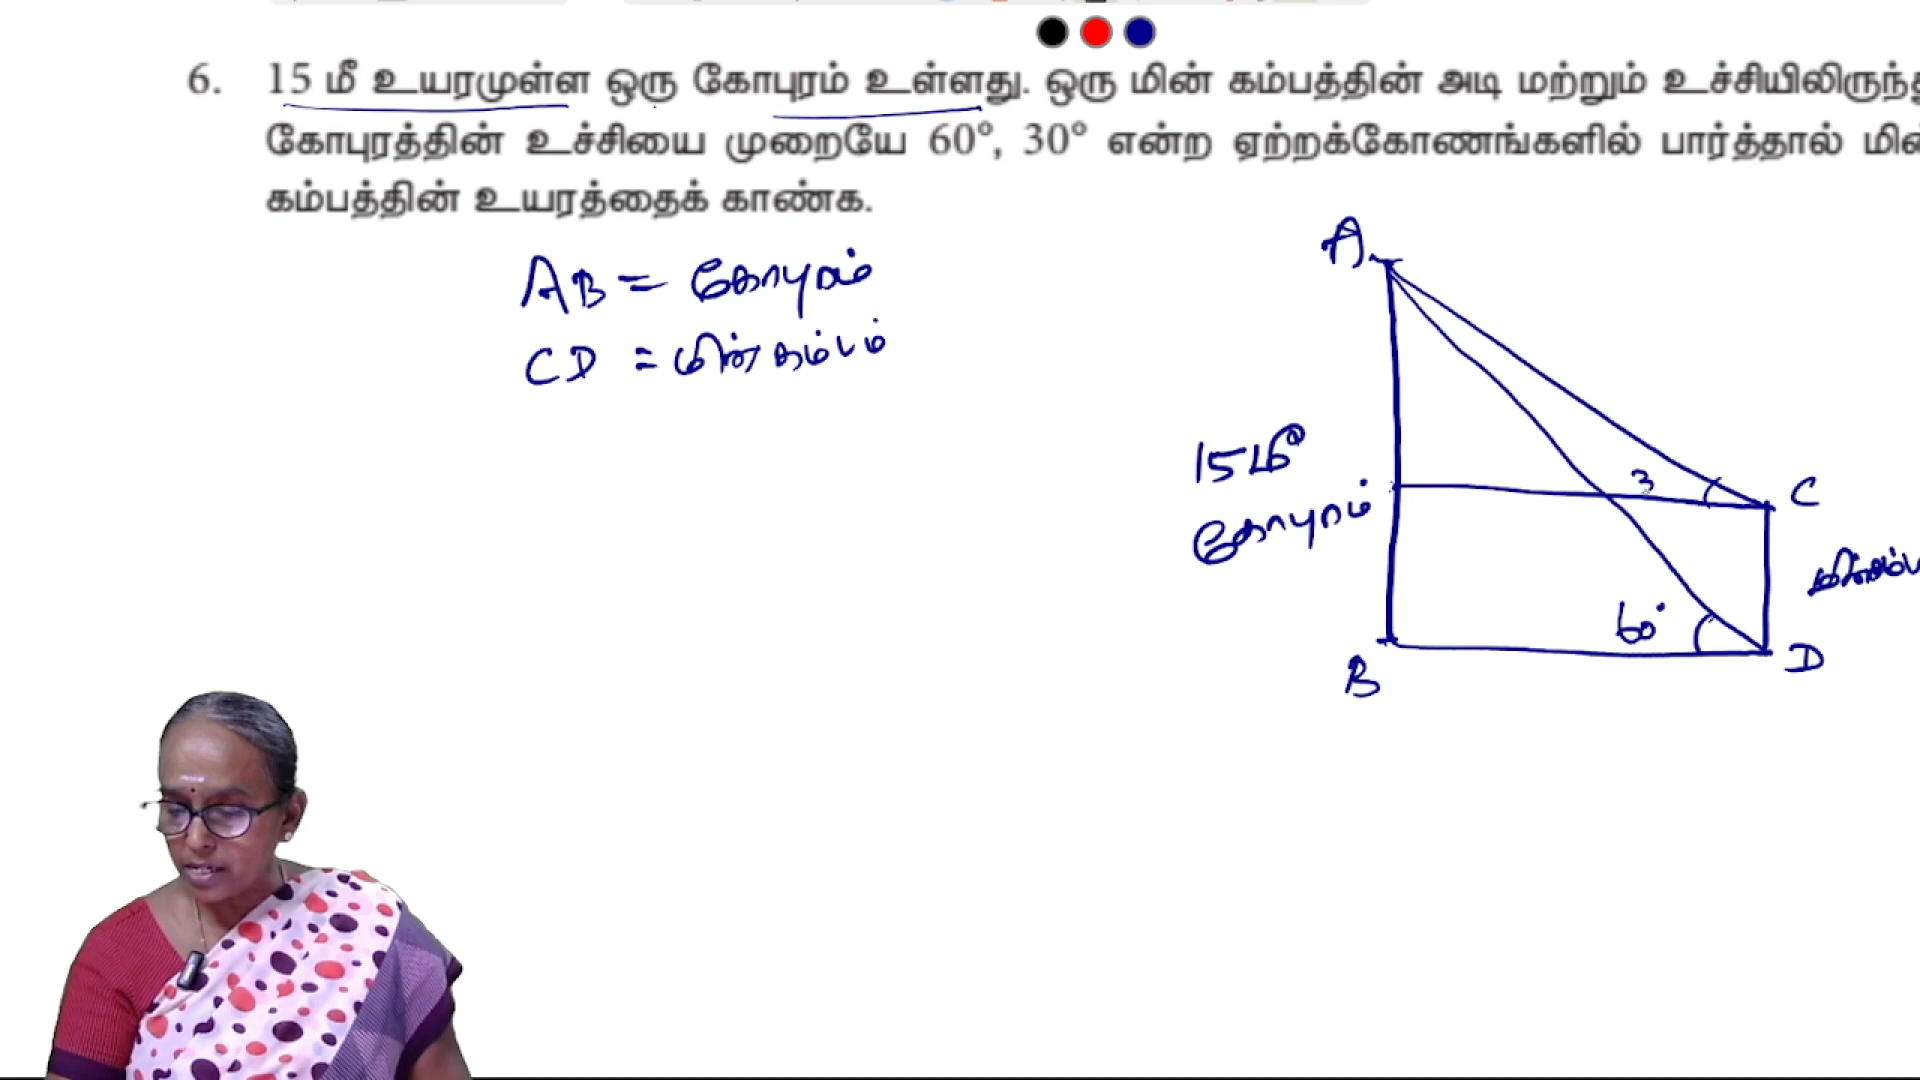 6. 15 மீ உயரமுள்ள ஒரு கோபுரம் உள்ளது. ஒரு மின் கம்பத்தின் அடி மற்றும் உச்சியிலிருந்து
கோபுரத்தின் உச்சியை முறையே 60°, 30° என்ற ஏற்றக்கோணங்களில் பார்த்தால் மின்
கம்பத்தின் உயரத்தைக் காண்க.
AB = கோபுரம்
CD = மின் கம்பம்
A
15மீ
கோபுரம்
3
C
60°
B
D